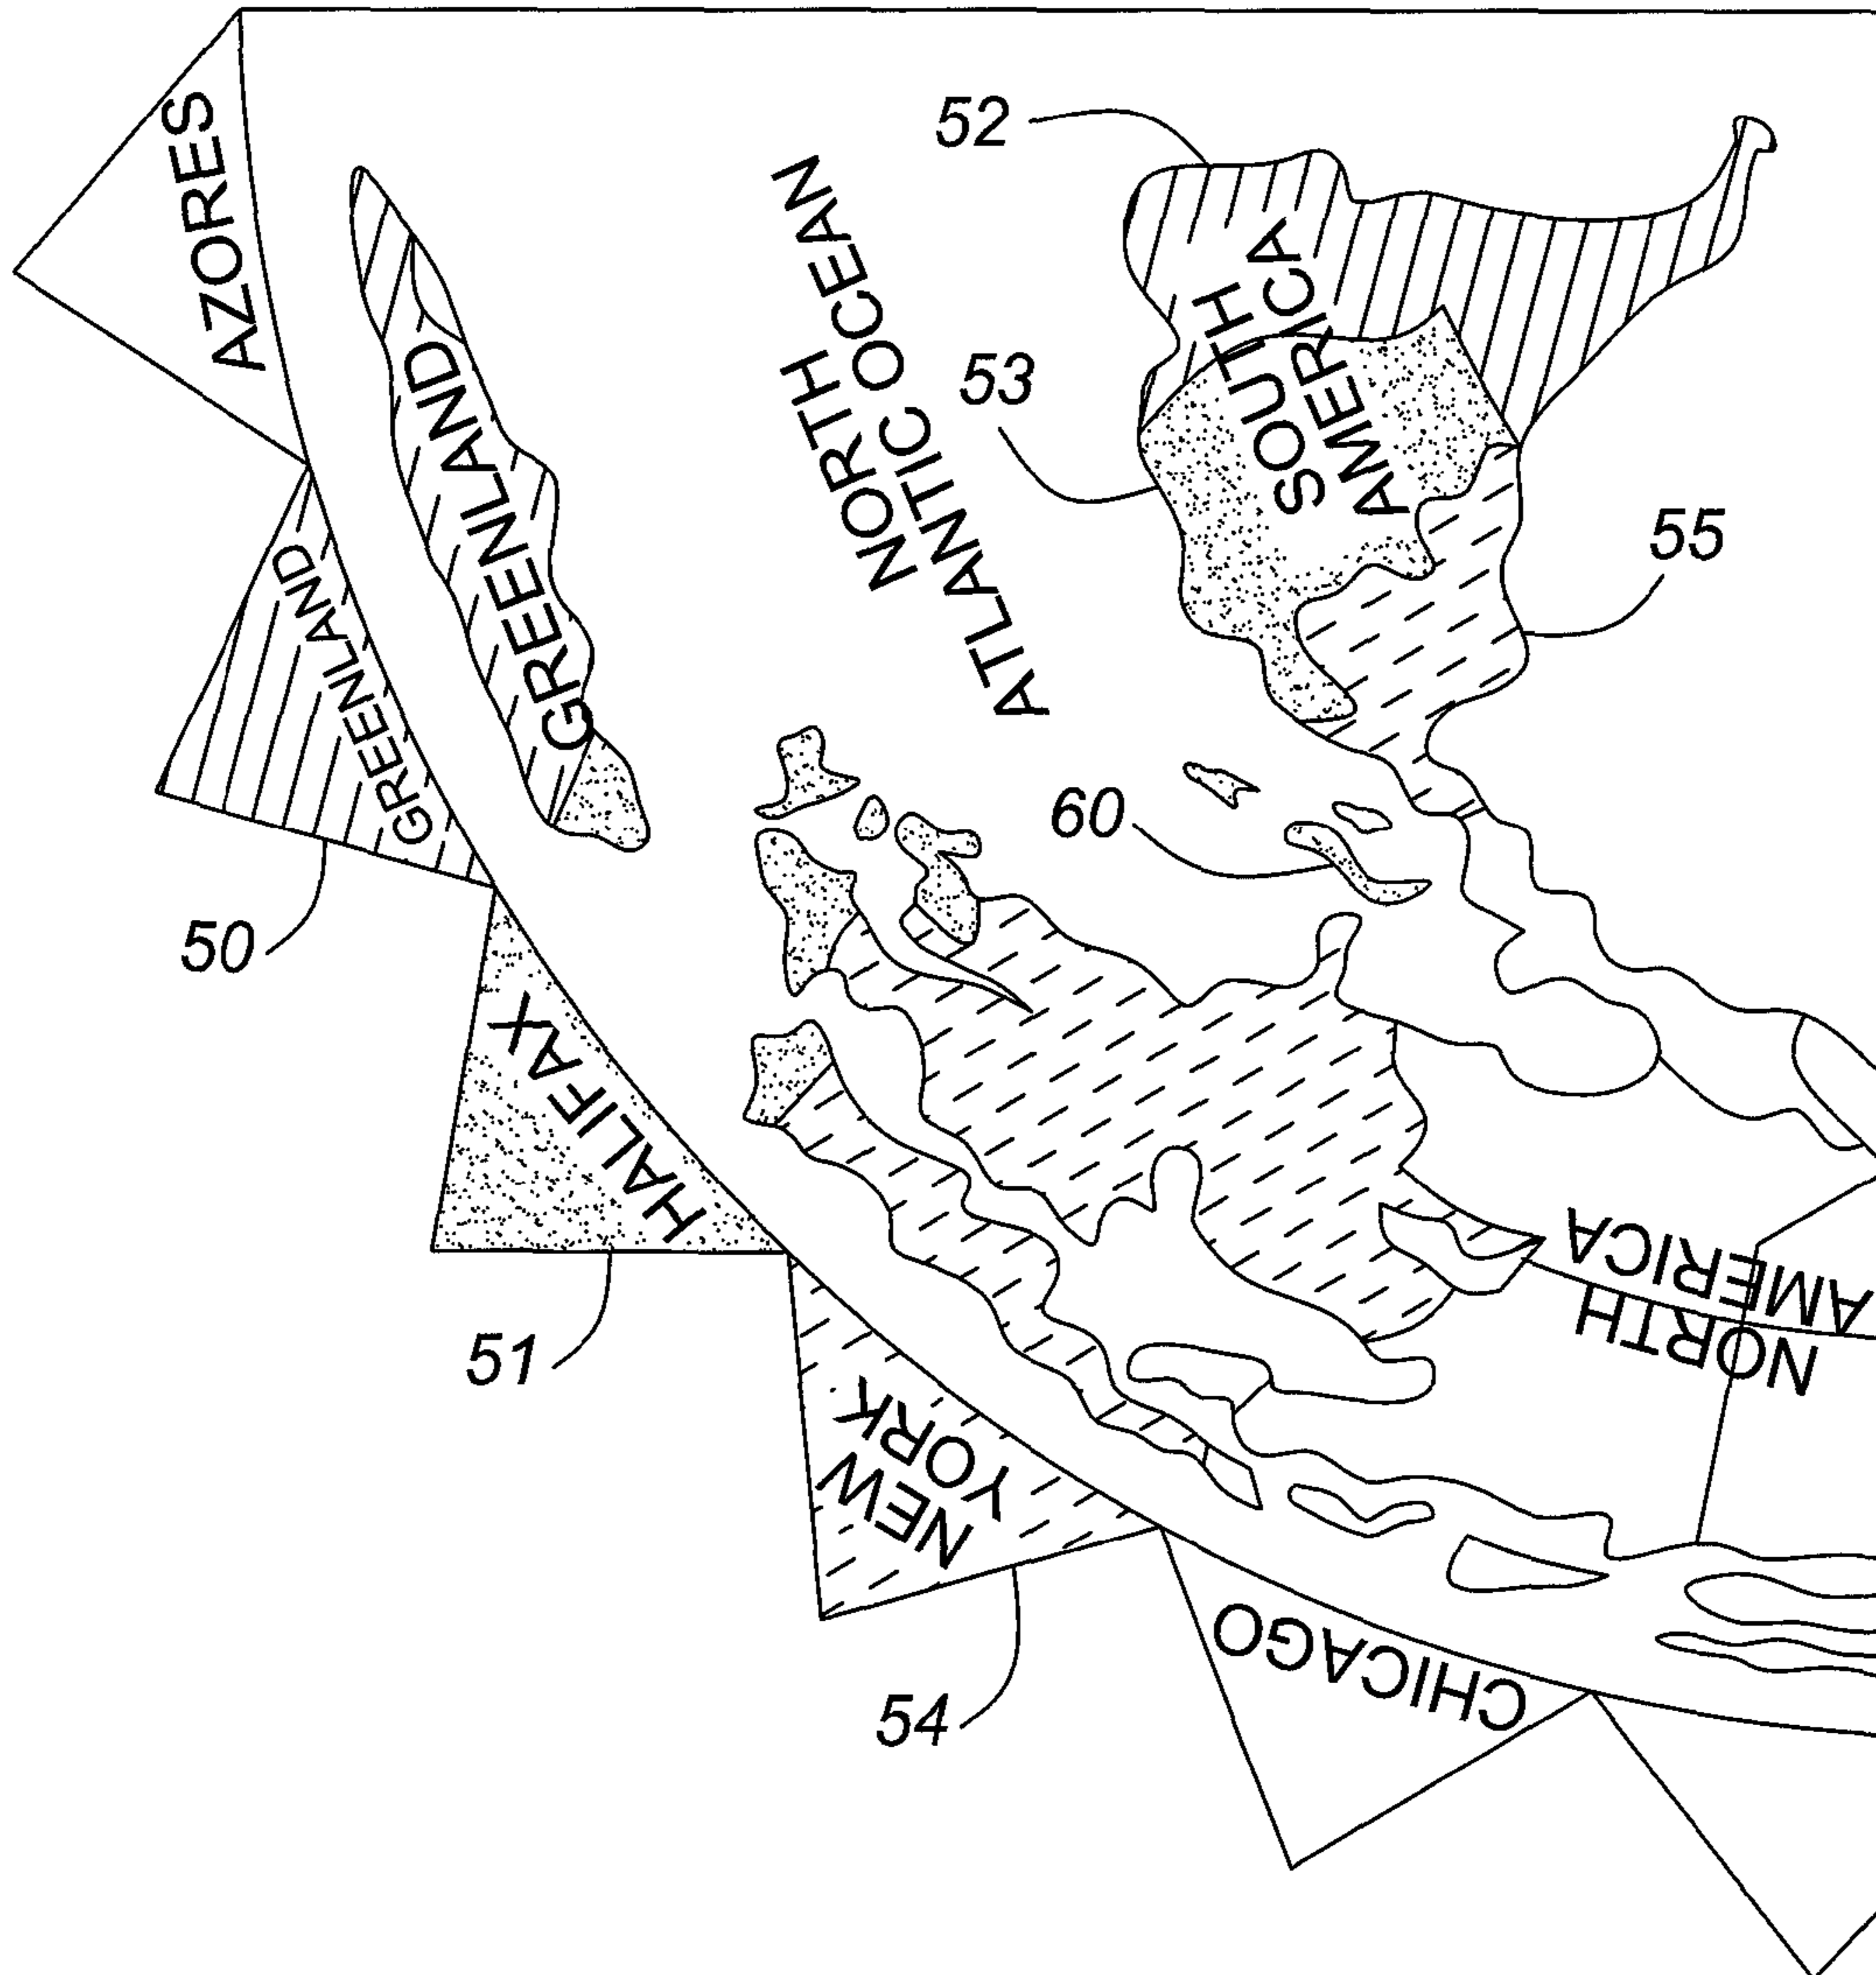 AZORES
52
GREENLAND
NORTH
ATLANTIC OCEAN
53
SOUTH
AMERICA
55
GREENLAND
50
60
HALIFAX
51
NORTH
AMERICA
NEW
YORK
54
CHICAGO